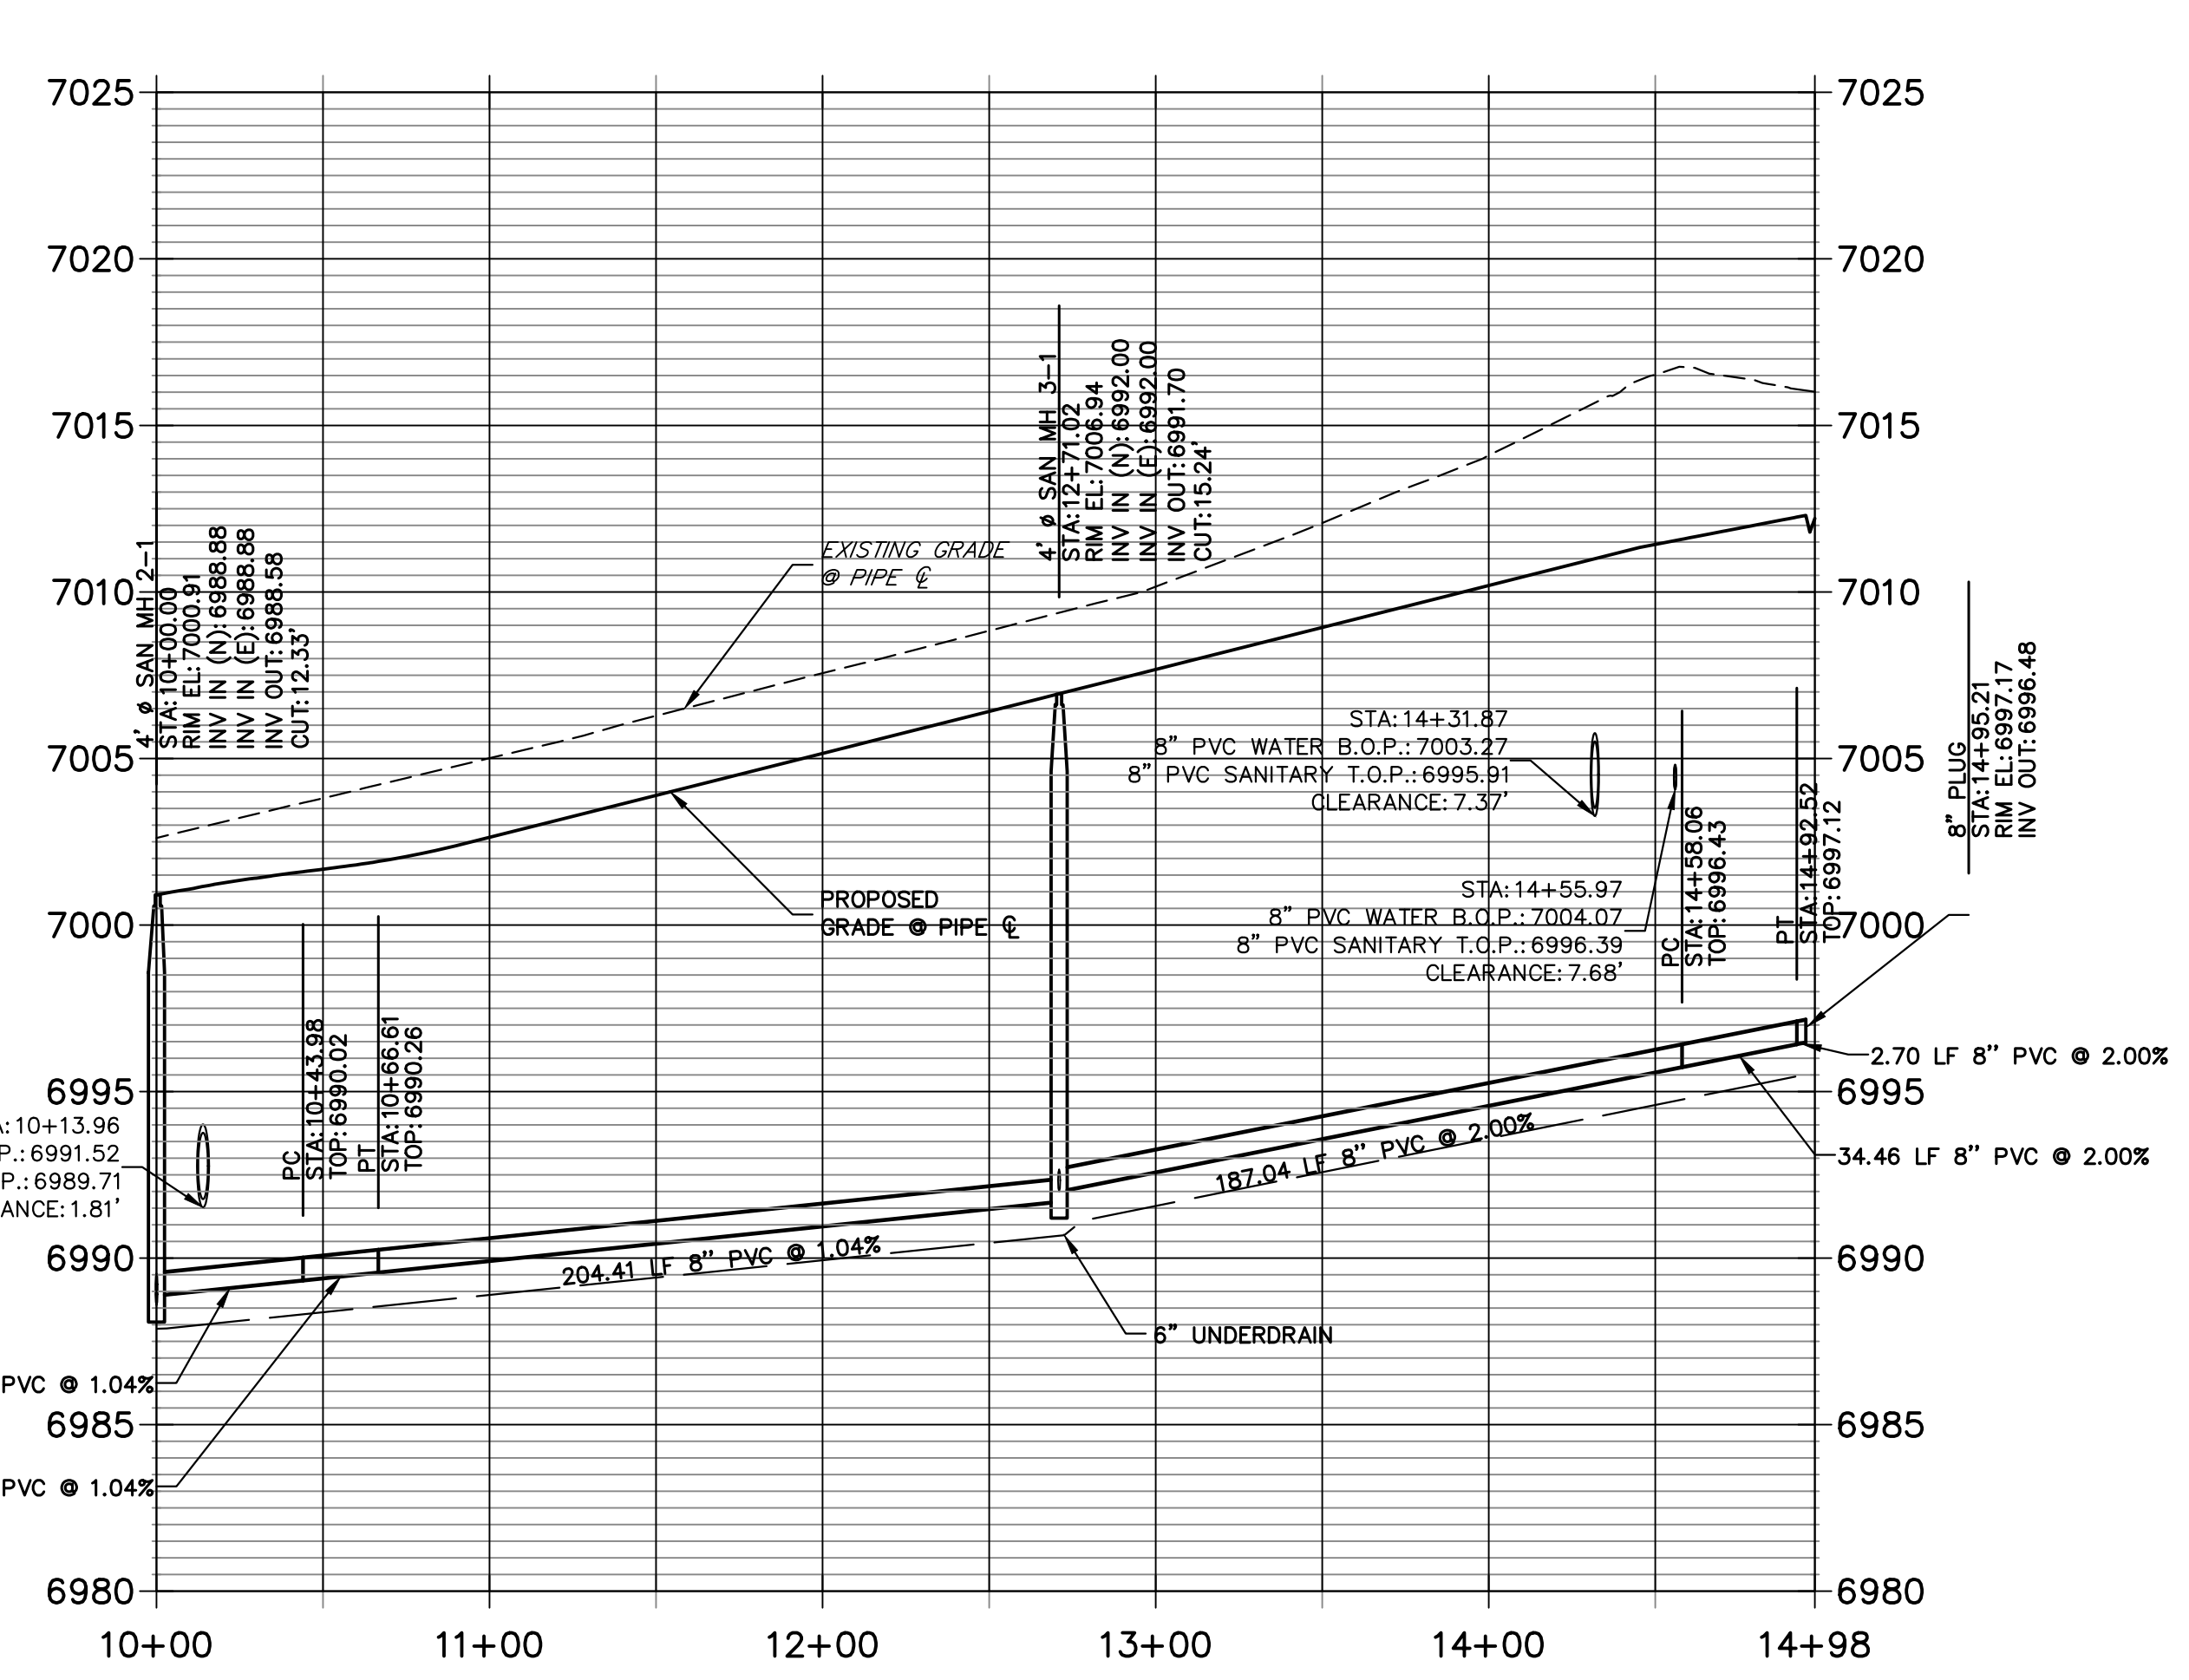 7025
7025
7020
7020
7015
7015
7010
7010
7005
7005
7000
7000
6995
6995
6990
6990
6985
6985
6980
6980
10+00
11+00
12+00
13+00
14+00
14+98
4' ø SAN MH 2-1
STA:10+00.00
RIM EL:7000.91
INV IN (N):6988.88
INV IN (E):6988.88
INV OUT:6988.58
CUT:12.33'
EXISTING GRADE
@ PIPE ℄
4' ø SAN MH 3-1
STA:12+71.02
RIM EL:7006.94
INV IN (N):6992.00
INV IN (E):6992.00
INV OUT:6991.70
CUT:15.24'
PROPOSED
GRADE @ PIPE ℄
STA:14+31.87
8" PVC WATER B.O.P.:7003.27
8" PVC SANITARY T.O.P.:6995.91
CLEARANCE:7.37'
STA:14+55.97
8" PVC WATER B.O.P.:7004.07
8" PVC SANITARY T.O.P.:6996.39
CLEARANCE:7.68'
PC
STA:14+58.06
TOP:6996.43
PT
STA:14+92.52
TOP:6997.12
8" PLUG
STA:14+95.21
RIM EL:6997.17
INV OUT:6996.48
2.70 LF 8" PVC @ 2.00%
34.46 LF 8" PVC @ 2.00%
187.04 LF 8" PVC @ 2.00%
204.41 LF 8" PVC @ 1.04%
6" UNDERDRAIN
A:10+13.96
P.:6991.52
P.:6989.71
ANCE:1.81'
PC
STA:10+43.98
TOP:6990.02
PT
STA:10+66.61
TOP:6990.26
PVC @ 1.04%
PVC @ 1.04%